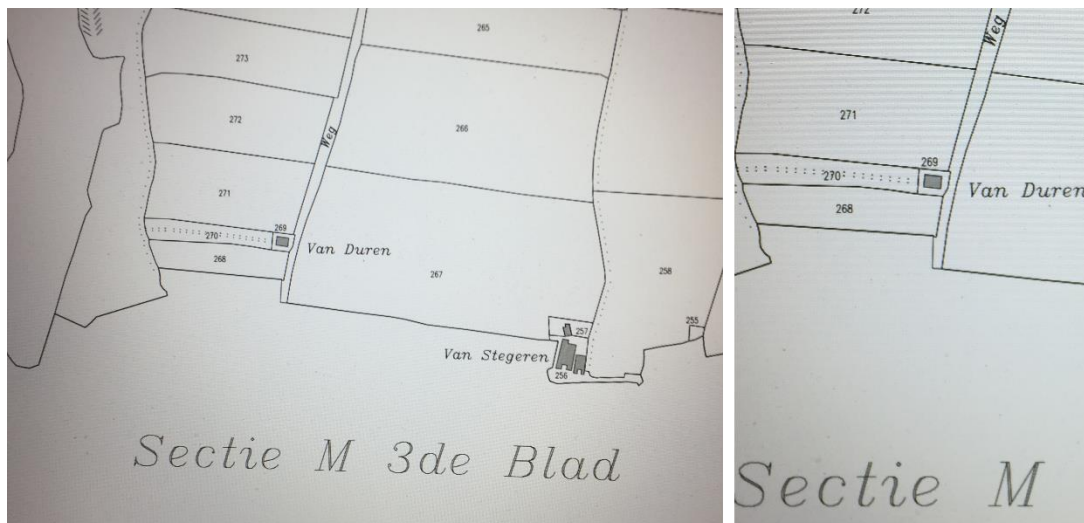 265
273
266
272
Weg
271
269
270
Van Duren
268
267
258
255
257
Van Stegeren
256
Sectie M 3de Blad
272
Weg
271
269
270
Van Duren
268
Sectie M